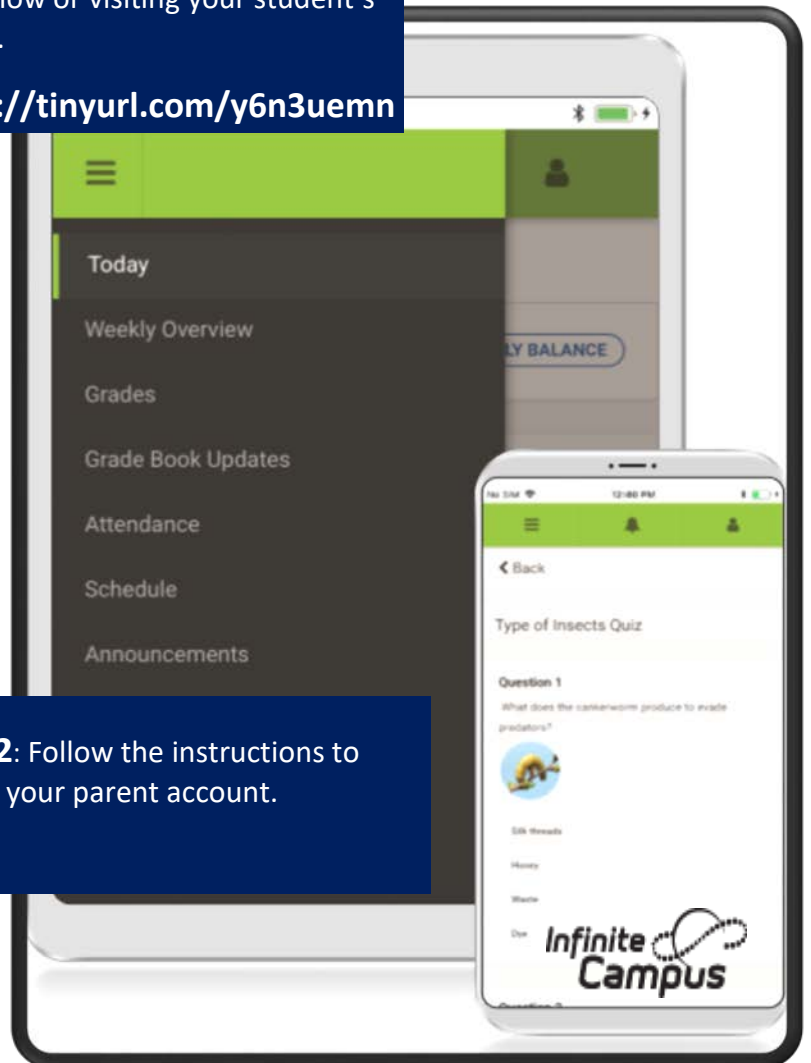 low or visiting your student's
.
://tinyurl.com/y6n3uemn
Today
Weekly Overview
LY BALANCE
Grades
Grade Book Updates
Attendance
Schedule
Announcements
No SIM 12:00 PM
Back
Type of Insects Quiz
Question 1
What does the cankerworm produce to evade
predators?
Silk threads
Honey
Waste
Dye
Infinite
Campus
2: Follow the instructions to
your parent account.